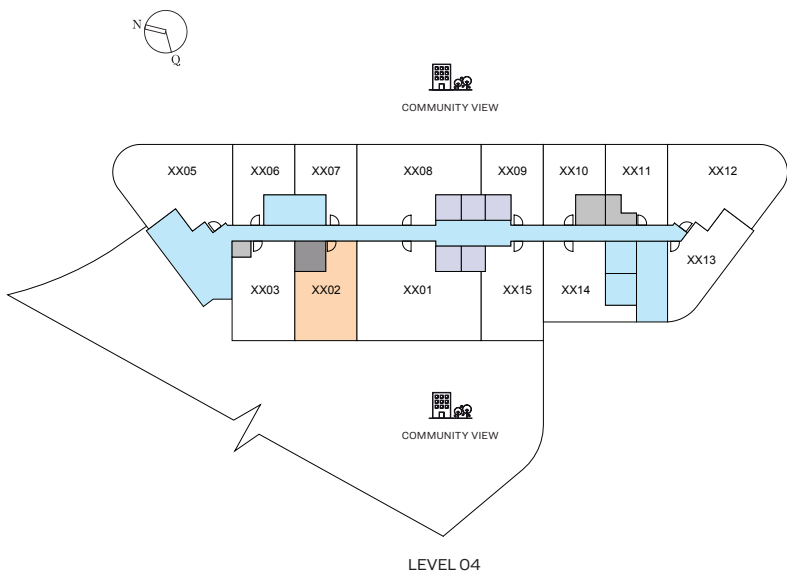 N
Q
COMMUNITY VIEW
XX05 XX06 XX07 XX08 XX09 XX10 XX11 XX12
XX13
XX03 XX02 XX01 XX15 XX14
COMMUNITY VIEW
LEVEL 04